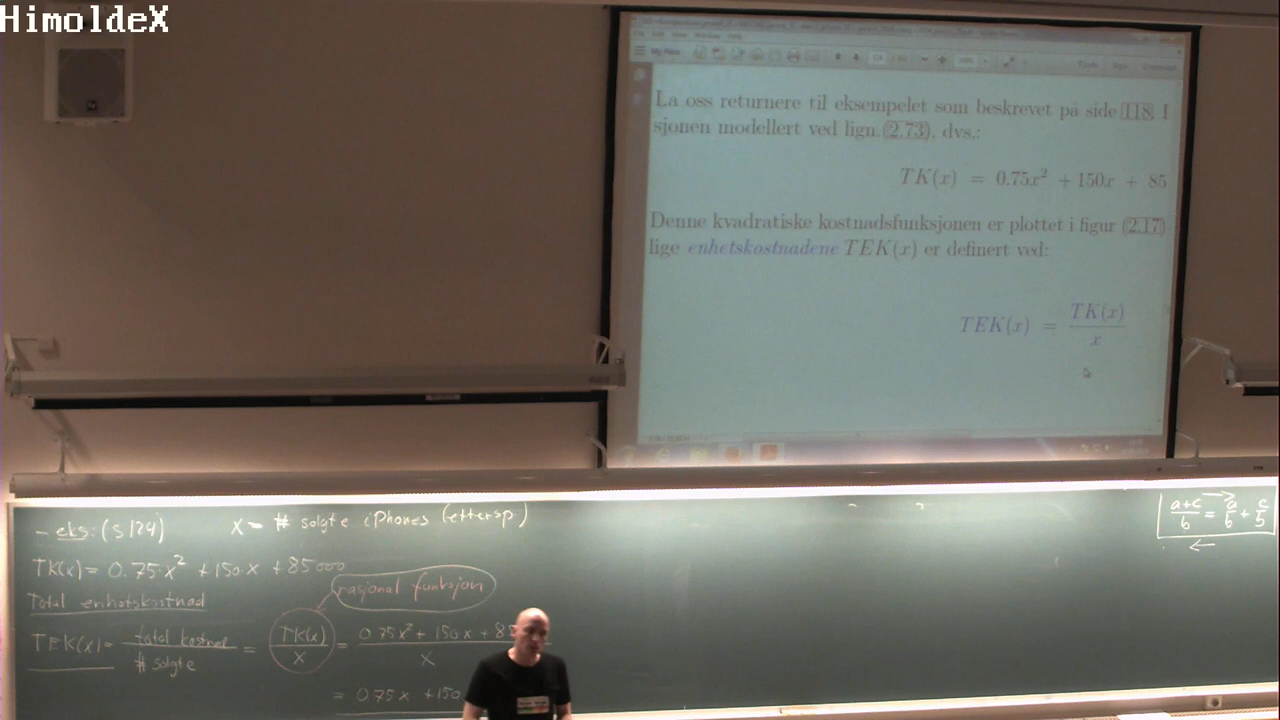 HimoldeX
La oss returnere til eksempelet som beskrevet på side 118. I
sjonen modellert ved lign.(2.73), dvs.:
TK(x) = 0.75x² + 150x + 85
Denne kvadratiske kostnadsfunksjonen er plottet i figur (2.17)
lige enhetskostnadene TEK(x) er definert ved:
TEK(x) = TK(x)/x
- eks: (s 124) X = # solgte iPhones (ettersp.)
TK(x) = 0.75·x² + 150·x + 85000
rasjonal funksjon
Total enhetskostnad
TEK(x) = total kostnad / # solgte = TK(x)/x = 0.75x² + 150x + 85 / x
= 0.75x + 150
a+c/b = a/b + c/b